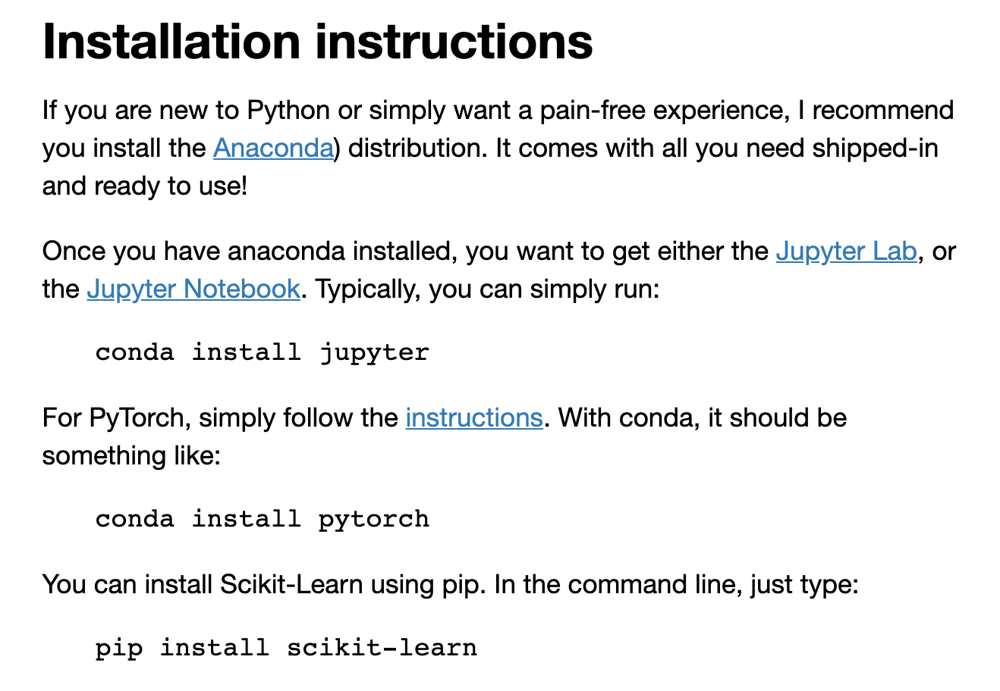 Installation instructions
If you are new to Python or simply want a pain-free experience, I recommend
you install the Anaconda) distribution. It comes with all you need shipped-in
and ready to use!
Once you have anaconda installed, you want to get either the Jupyter Lab, or
the Jupyter Notebook. Typically, you can simply run:
conda install jupyter
For PyTorch, simply follow the instructions. With conda, it should be
something like:
conda install pytorch
You can install Scikit-Learn using pip. In the command line, just type:
pip install scikit-learn